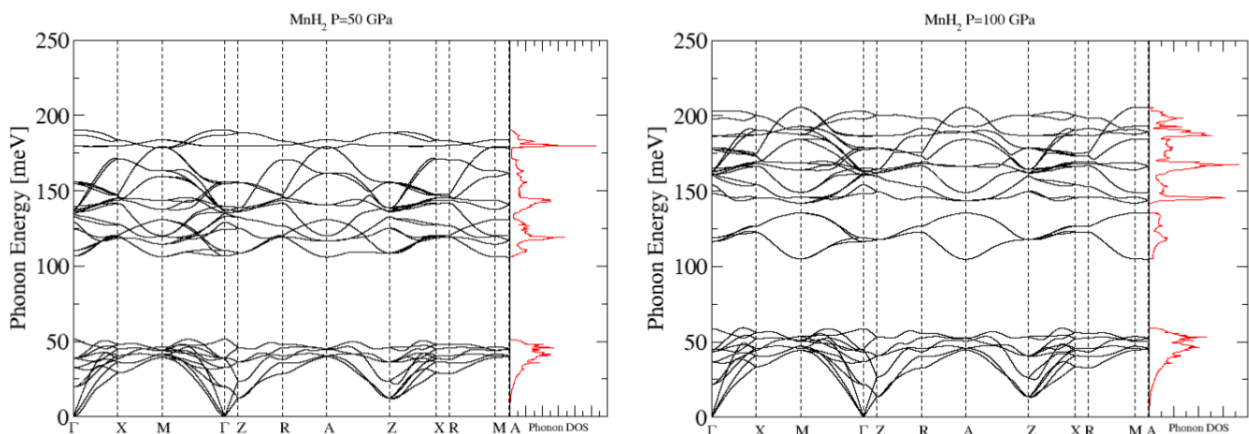 MnH2 P=50 GPa
250
200
150
100
50
0
Phonon Energy [meV]
Γ X M Γ Z R A Z X R M A Phonon DOS
MnH2 P=100 GPa
250
200
150
100
50
0
Phonon Energy [meV]
Γ X M Γ Z R A Z X R M A Phonon DOS